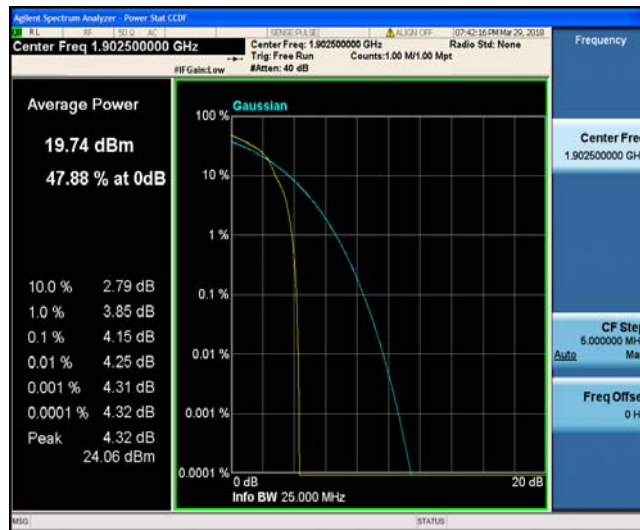 Agilent Spectrum Analyzer - Power Stat CCDF
RL RF 50 Ω AC SENSE:PULSE ALIGN OFF 07:42:16 PM Mar 29, 2018
Center Freq 1.902500000 GHz
Center Freq: 1.902500000 GHz Radio Std: None
Trig: Free Run Counts:1.00 M/1.00 Mpt
#IFGain:Low #Atten: 40 dB
Frequency
Average Power
19.74 dBm
47.88 % at 0dB
10.0 % 2.79 dB
1.0 % 3.85 dB
0.1 % 4.15 dB
0.01 % 4.25 dB
0.001 % 4.31 dB
0.0001 % 4.32 dB
Peak 4.32 dB
24.06 dBm
Gaussian
100 %
10 %
1 %
0.1 %
0.01 %
0.001 %
0.0001 %
0 dB 20 dB
Info BW 25.000 MHz
Center Fre
1.902500000 GH
CF Step
5.000000 MH
Auto Ma
Freq Offse
0 H
MSG STATUS